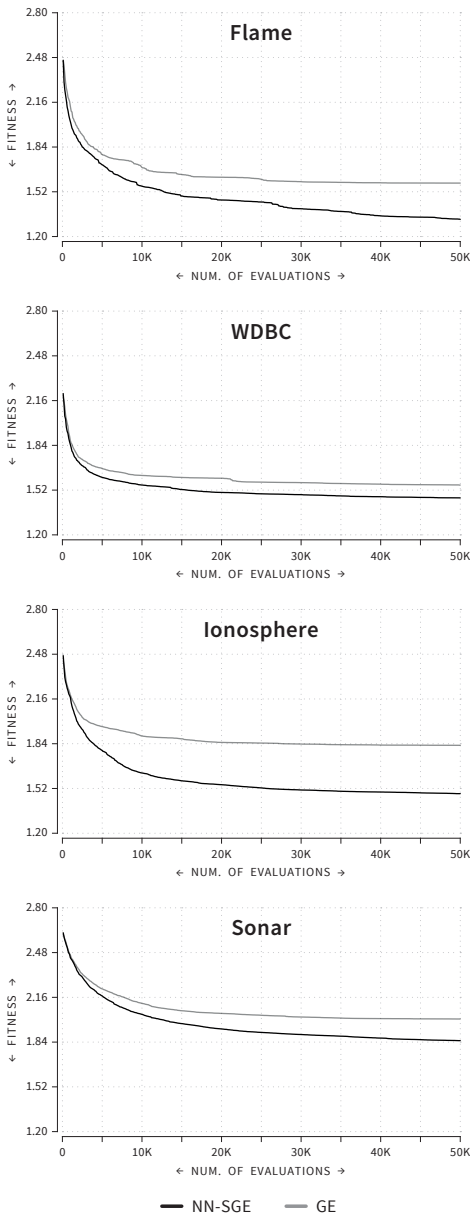 Flame
2.80
2.48
2.16
1.84
1.52
1.20
← FITNESS →
0 10K 20K 30K 40K 50K
← NUM. OF EVALUATIONS →
WDBC
2.80
2.48
2.16
1.84
1.52
1.20
← FITNESS →
0 10K 20K 30K 40K 50K
← NUM. OF EVALUATIONS →
Ionosphere
2.80
2.48
2.16
1.84
1.52
1.20
← FITNESS →
0 10K 20K 30K 40K 50K
← NUM. OF EVALUATIONS →
Sonar
2.80
2.48
2.16
1.84
1.52
1.20
← FITNESS →
0 10K 20K 30K 40K 50K
← NUM. OF EVALUATIONS →
NN-SGE GE